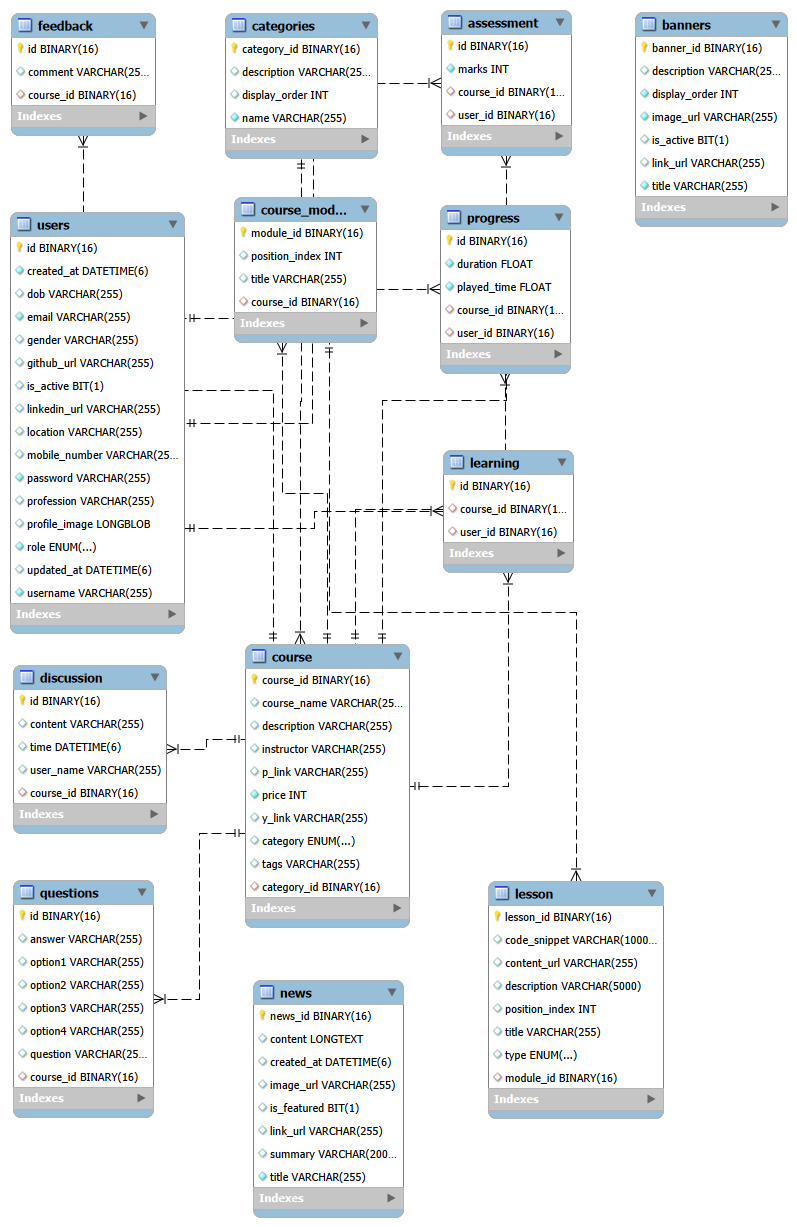 feedback
id BINARY(16)
comment VARCHAR(25...
course_id BINARY(16)
Indexes
categories
category_id BINARY(16)
description VARCHAR(25...
display_order INT
name VARCHAR(255)
Indexes
assessment
id BINARY(16)
marks INT
course_id BINARY(1...
user_id BINARY(16)
Indexes
banners
banner_id BINARY(16)
description VARCHAR(25...
display_order INT
image_url VARCHAR(255)
is_active BIT(1)
link_url VARCHAR(255)
title VARCHAR(255)
Indexes
users
id BINARY(16)
created_at DATETIME(6)
dob VARCHAR(255)
email VARCHAR(255)
gender VARCHAR(255)
github_url VARCHAR(255)
is_active BIT(1)
linkedin_url VARCHAR(255)
location VARCHAR(255)
mobile_number VARCHAR(25...
password VARCHAR(255)
profession VARCHAR(255)
profile_image LONGBLOB
role ENUM(...)
updated_at DATETIME(6)
username VARCHAR(255)
Indexes
course_mod...
module_id BINARY(16)
position_index INT
title VARCHAR(255)
course_id BINARY(16)
Indexes
progress
id BINARY(16)
duration FLOAT
played_time FLOAT
course_id BINARY(1...
user_id BINARY(16)
Indexes
learning
id BINARY(16)
course_id BINARY(1...
user_id BINARY(16)
Indexes
discussion
id BINARY(16)
content VARCHAR(255)
time DATETIME(6)
user_name VARCHAR(255)
course_id BINARY(16)
Indexes
course
course_id BINARY(16)
course_name VARCHAR(25...
description VARCHAR(255)
instructor VARCHAR(255)
p_link VARCHAR(255)
price INT
y_link VARCHAR(255)
category ENUM(...)
tags VARCHAR(255)
category_id BINARY(16)
Indexes
questions
id BINARY(16)
answer VARCHAR(255)
option1 VARCHAR(255)
option2 VARCHAR(255)
option3 VARCHAR(255)
option4 VARCHAR(255)
question VARCHAR(25...
course_id BINARY(16)
Indexes
lesson
lesson_id BINARY(16)
code_snippet VARCHAR(1000...
content_url VARCHAR(255)
description VARCHAR(5000)
position_index INT
title VARCHAR(255)
type ENUM(...)
module_id BINARY(16)
Indexes
news
news_id BINARY(16)
content LONGTEXT
created_at DATETIME(6)
image_url VARCHAR(255)
is_featured BIT(1)
link_url VARCHAR(255)
summary VARCHAR(200...
title VARCHAR(255)
Indexes